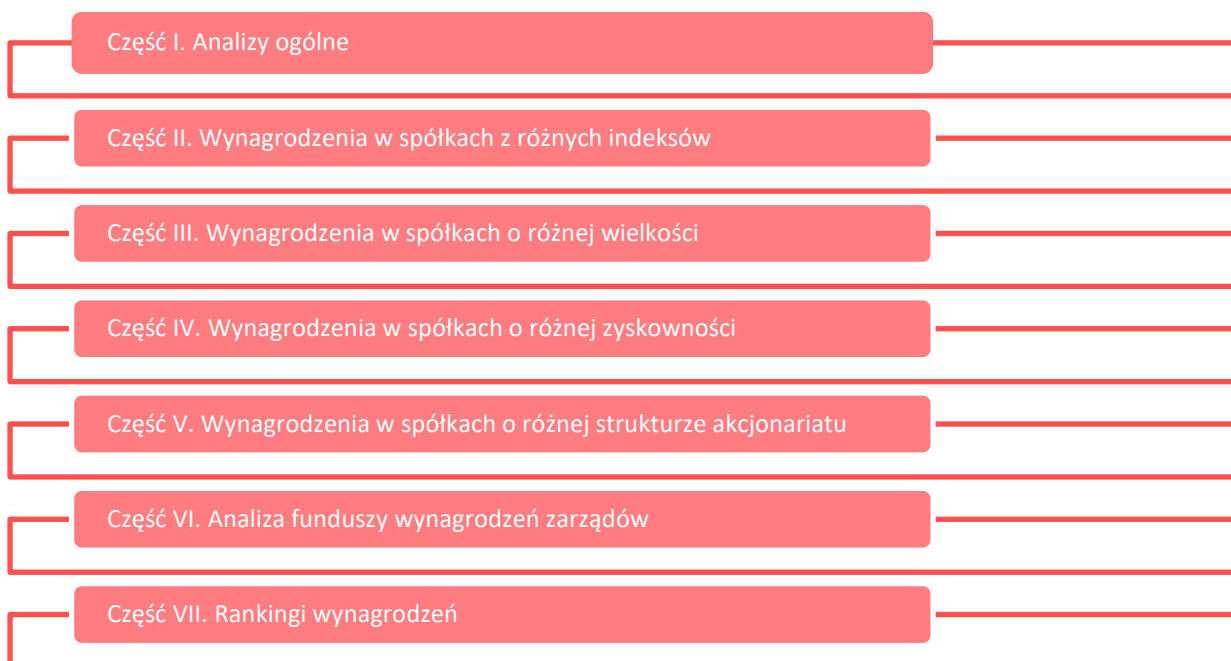 Część I. Analizy ogólne
Część II. Wynagrodzenia w spółkach z różnych indeksów
Część III. Wynagrodzenia w spółkach o różnej wielkości
Część IV. Wynagrodzenia w spółkach o różnej zyskowności
Część V. Wynagrodzenia w spółkach o różnej strukturze akcjonariatu
Część VI. Analiza funduszy wynagrodzeń zarządów
Część VII. Rankingi wynagrodzeń